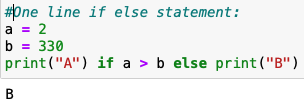 #One line if else statement:
a = 2
b = 330
print("A") if a > b else print("B")
B